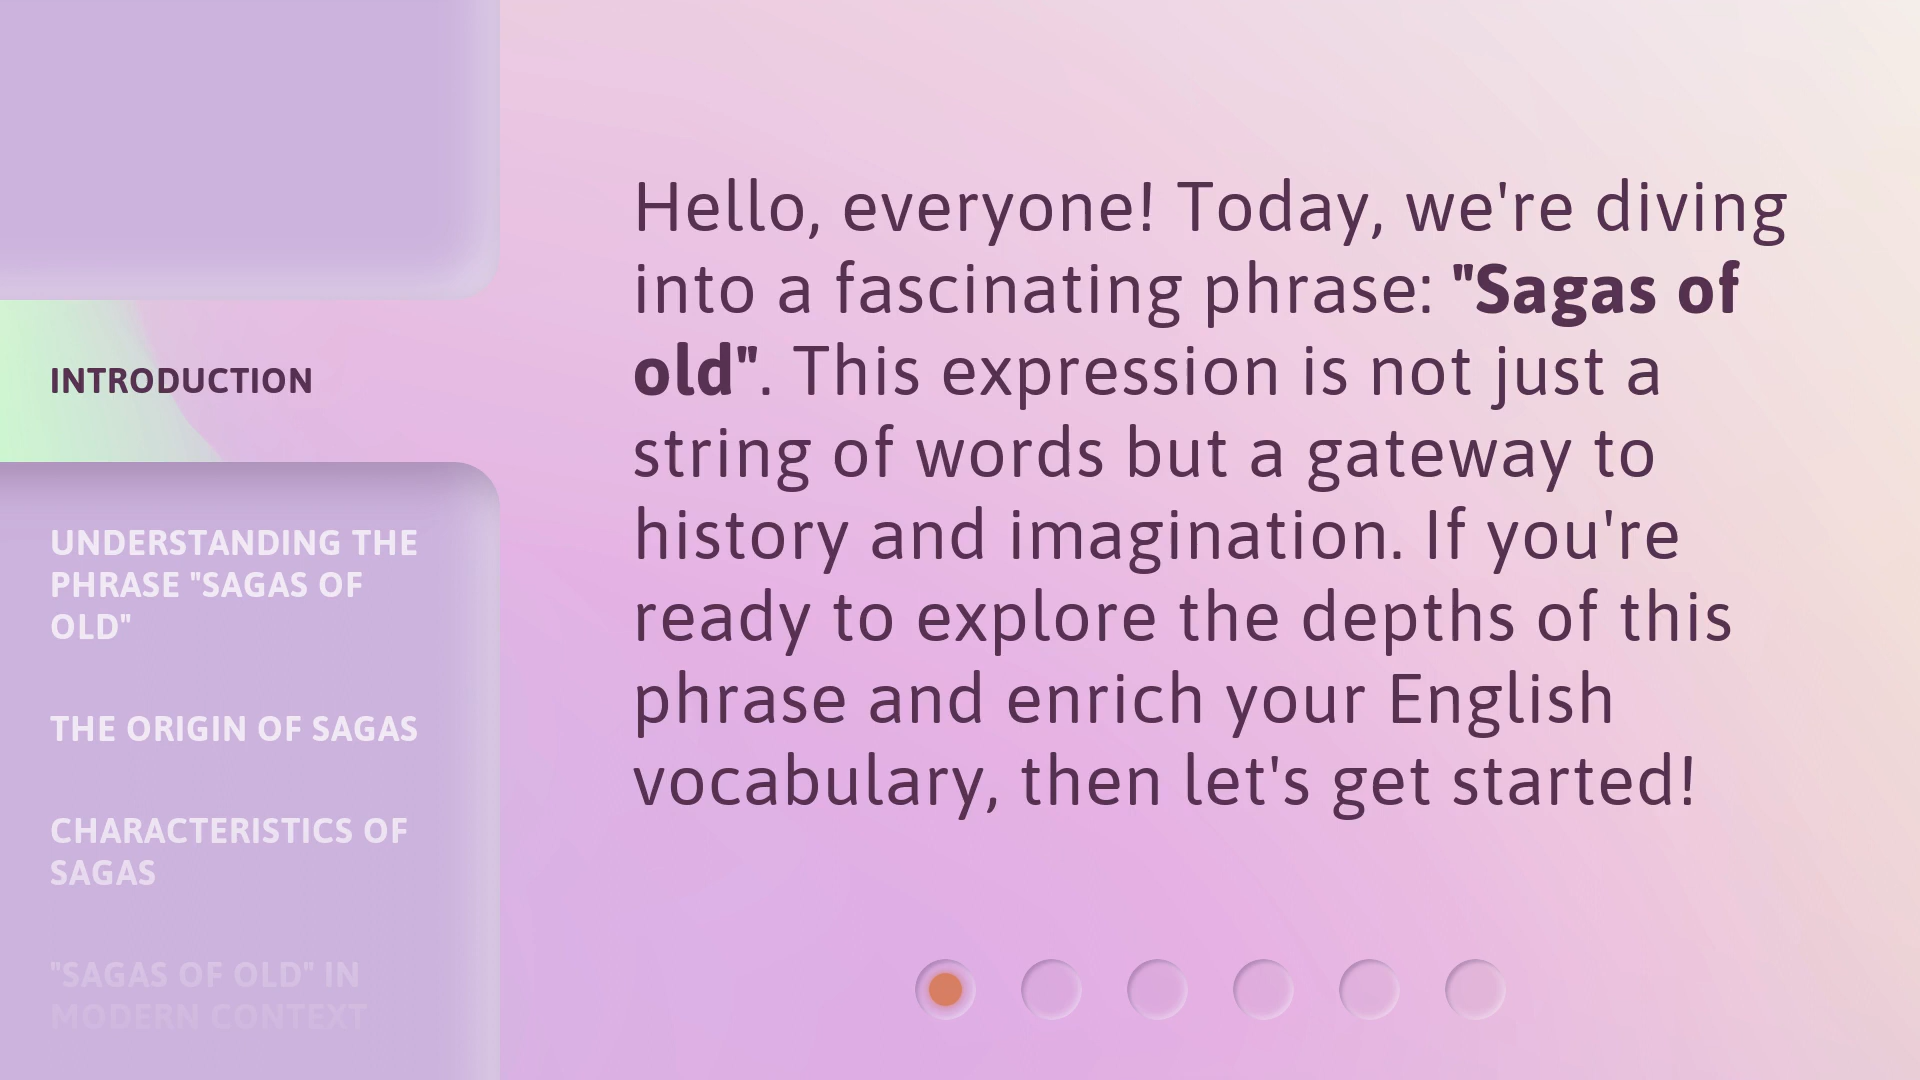 INTRODUCTION
UNDERSTANDING THE
PHRASE "SAGAS OF
OLD"
THE ORIGIN OF SAGAS
CHARACTERISTICS OF
SAGAS
"SAGAS OF OLD" IN
MODERN CONTEXT
Hello, everyone! Today, we're diving
into a fascinating phrase: "Sagas of
old". This expression is not just a
string of words but a gateway to
history and imagination. If you're
ready to explore the depths of this
phrase and enrich your English
vocabulary, then let's get started!